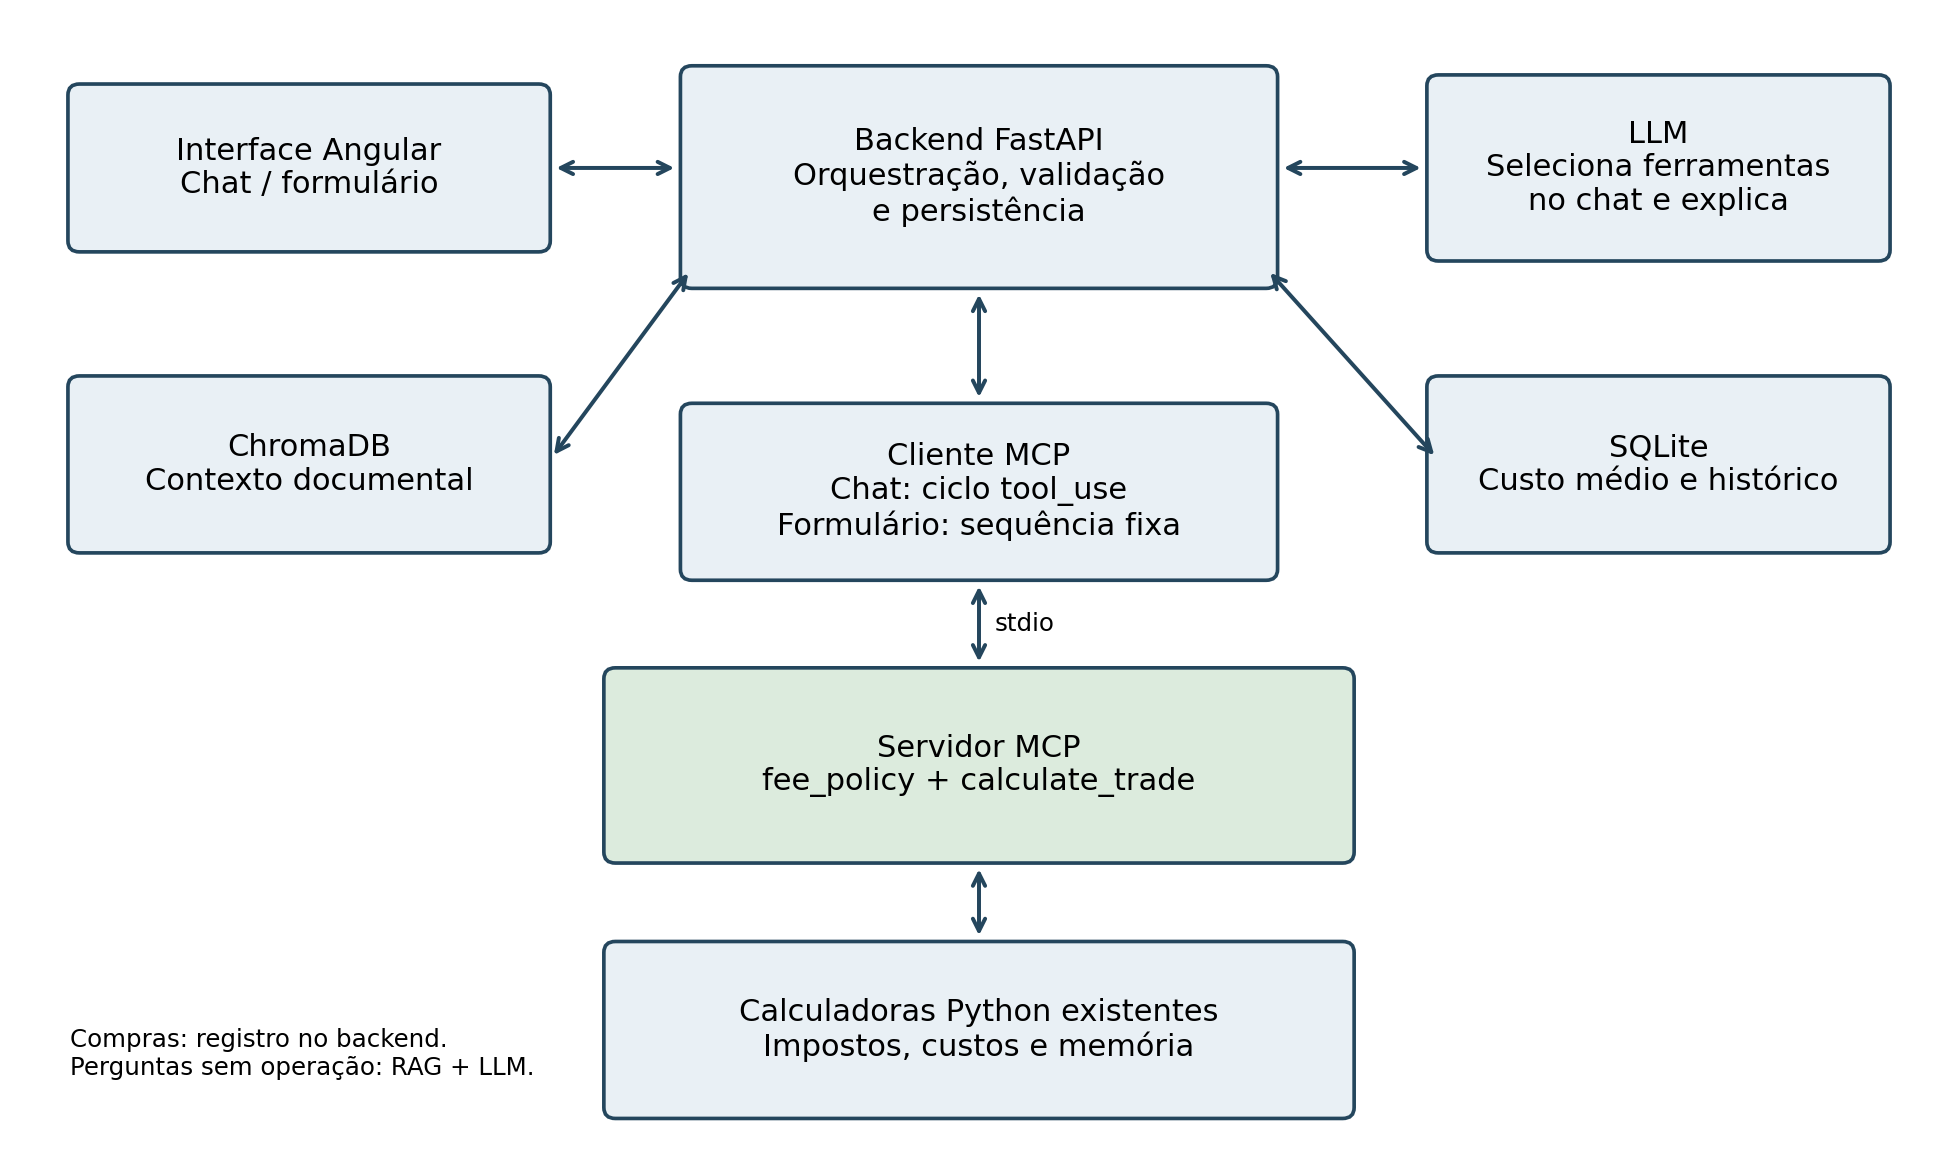 Interface Angular
Chat / formulário
Backend FastAPI
Orquestração, validação
e persistência
LLM
Seleciona ferramentas
no chat e explica
ChromaDB
Contexto documental
Cliente MCP
Chat: ciclo tool_use
Formulário: sequência fixa
SQLite
Custo médio e histórico
stdio
Servidor MCP
fee_policy + calculate_trade
Calculadoras Python existentes
Impostos, custos e memória
Compras: registro no backend.
Perguntas sem operação: RAG + LLM.